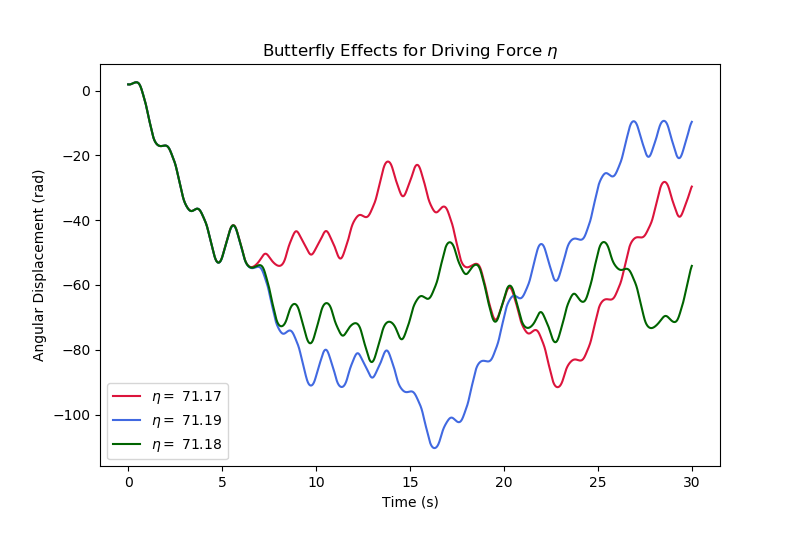 Butterfly Effects for Driving Force η
Angular Displacement (rad)
0
−20
−40
−60
−80
−100
η = 71.17
η = 71.19
η = 71.18
0 5 10 15 20 25 30
Time (s)